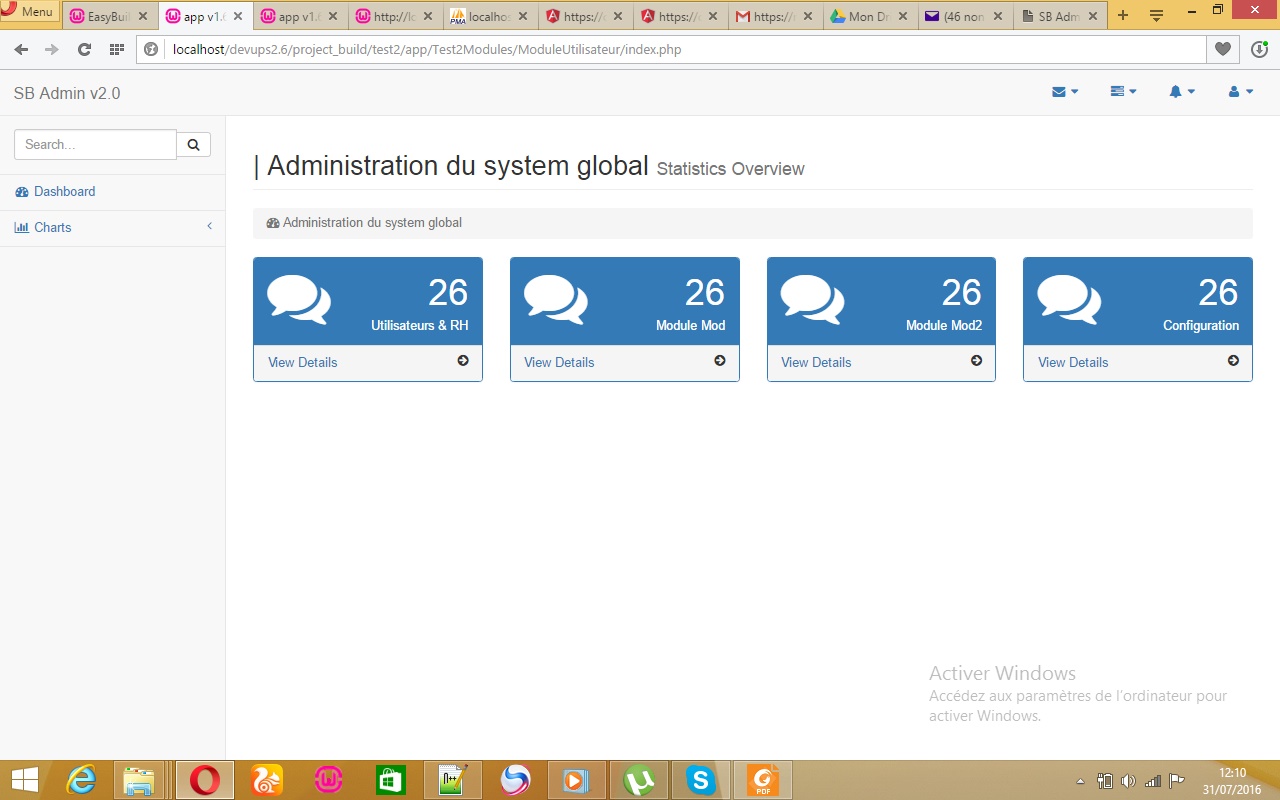 Menu
EasyBuil
app v1.6
app v1.6
http://lo
localhos
https://
https://
https://
Mon Dr
(46 non
SB Adm
localhost/devups2.6/project_build/test2/app/Test2Modules/ModuleUtilisateur/index.php
SB Admin v2.0
Search...
Dashboard
Charts
| Administration du system global Statistics Overview
Administration du system global
26
Utilisateurs & RH
View Details
26
Module Mod
View Details
26
Module Mod2
View Details
26
Configuration
View Details
Activer Windows
Accédez aux paramètres de l'ordinateur pour
activer Windows.
12:10
31/07/2016